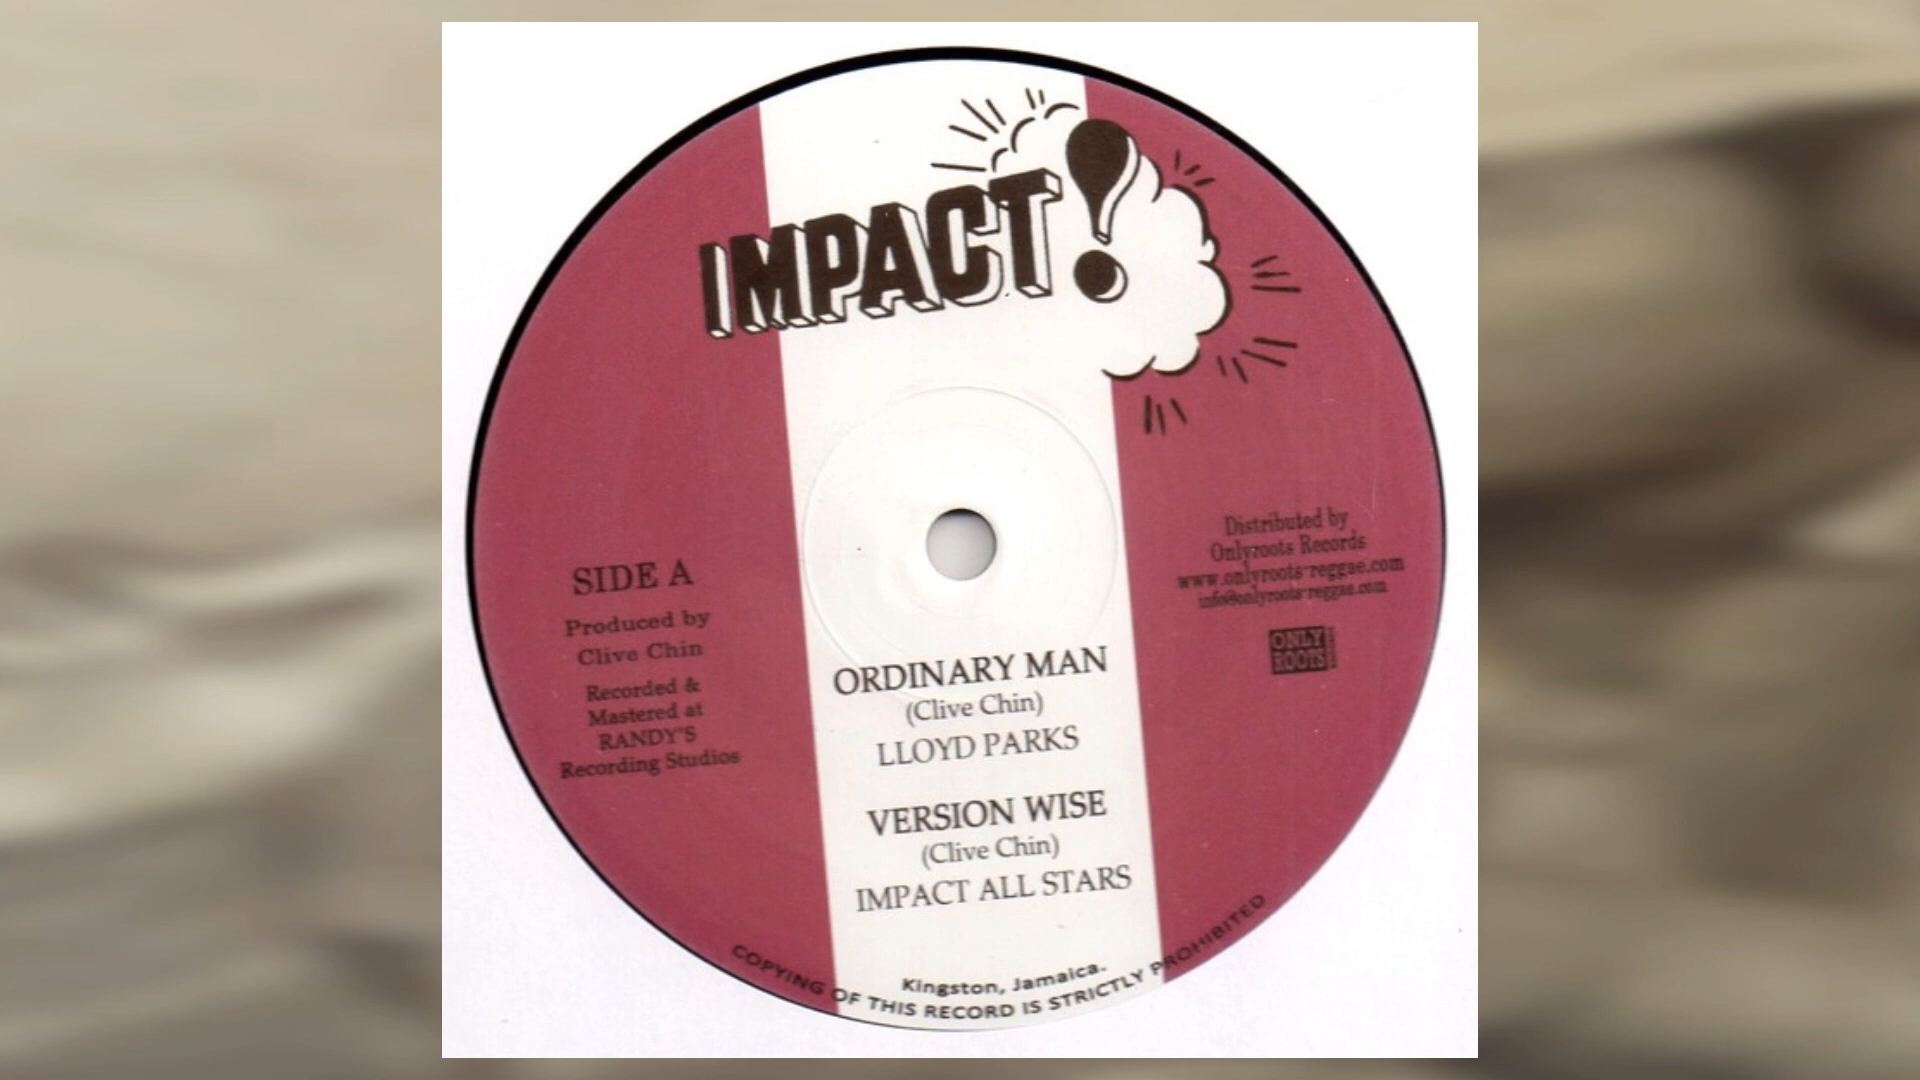 IMPACT!
SIDE A
Produced by
Clive Chin
Recorded &
Mastered at
RANDY'S
Recording Studios
Distributed by
Onlyroots Records
www.onlyroots-reggae.com
info@onlyroots-reggae.com
ONLY
ROOTS
ORDINARY MAN
(Clive Chin)
LLOYD PARKS
VERSION WISE
(Clive Chin)
IMPACT ALL STARS
Kingston, Jamaica.
COPYING OF THIS RECORD IS STRICTLY PROHIBITED